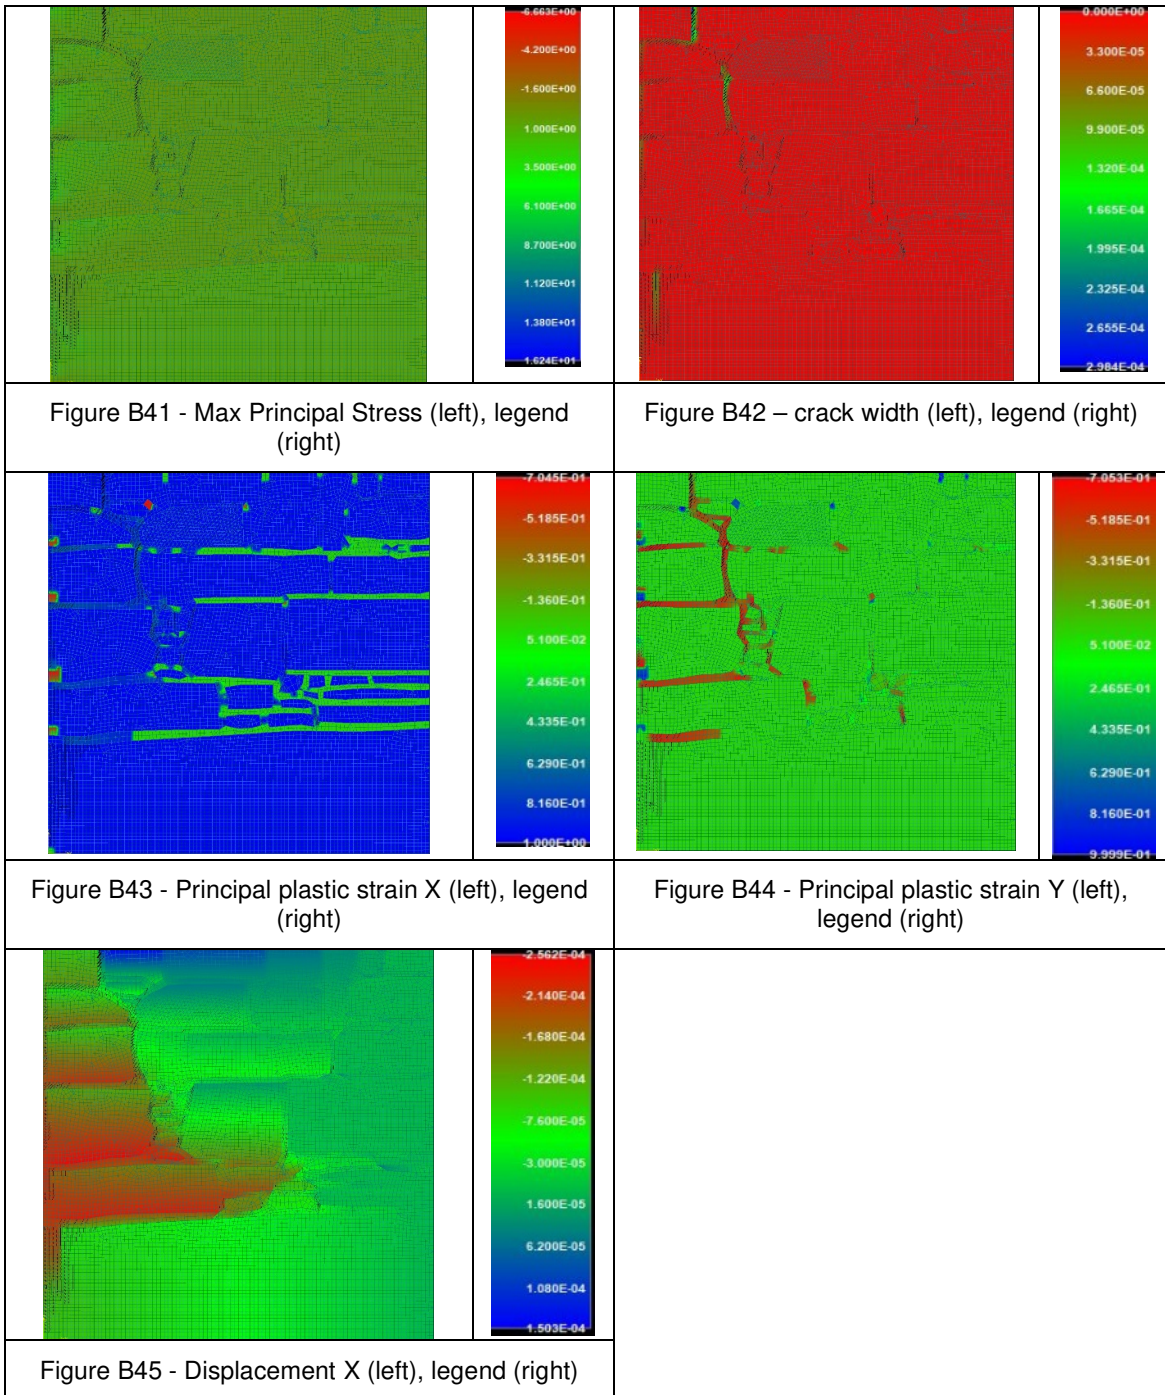 -6.663E+00
-4.200E+00
-1.600E+00
1.000E+00
3.500E+00
6.100E+00
8.700E+00
1.120E+01
1.380E+01
1.624E+01
0.000E+00
3.300E-05
6.600E-05
9.900E-05
1.320E-04
1.665E-04
1.995E-04
2.325E-04
2.655E-04
2.984E-04
Figure B41 - Max Principal Stress (left), legend
(right)
Figure B42 – crack width (left), legend (right)
-7.045E-01
-5.185E-01
-3.315E-01
-1.360E-01
5.100E-02
2.465E-01
4.335E-01
6.290E-01
8.160E-01
1.000E+00
-7.053E-01
-5.185E-01
-3.315E-01
-1.360E-01
5.100E-02
2.465E-01
4.335E-01
6.290E-01
8.160E-01
9.999E-01
Figure B43 - Principal plastic strain X (left), legend
(right)
Figure B44 - Principal plastic strain Y (left),
legend (right)
-2.562E-04
-2.140E-04
-1.680E-04
-1.220E-04
-7.600E-05
-3.000E-05
1.600E-05
6.200E-05
1.080E-04
1.503E-04
Figure B45 - Displacement X (left), legend (right)